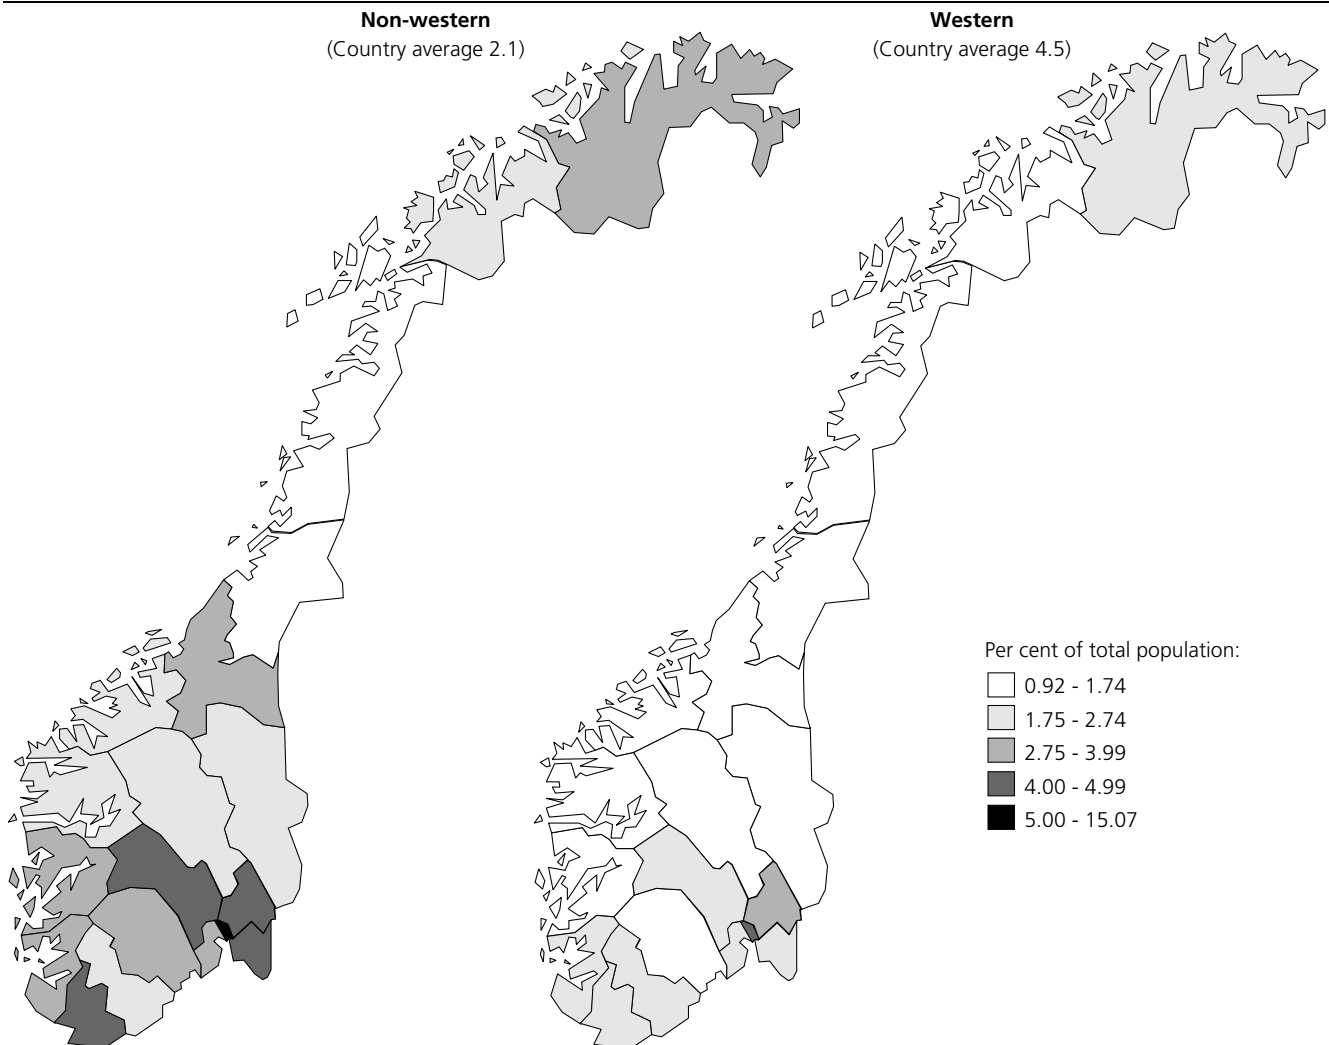 Non-western
(Country average 2.1)
Western
(Country average 4.5)
Per cent of total population:
0.92 - 1.74
1.75 - 2.74
2.75 - 3.99
4.00 - 4.99
5.00 - 15.07